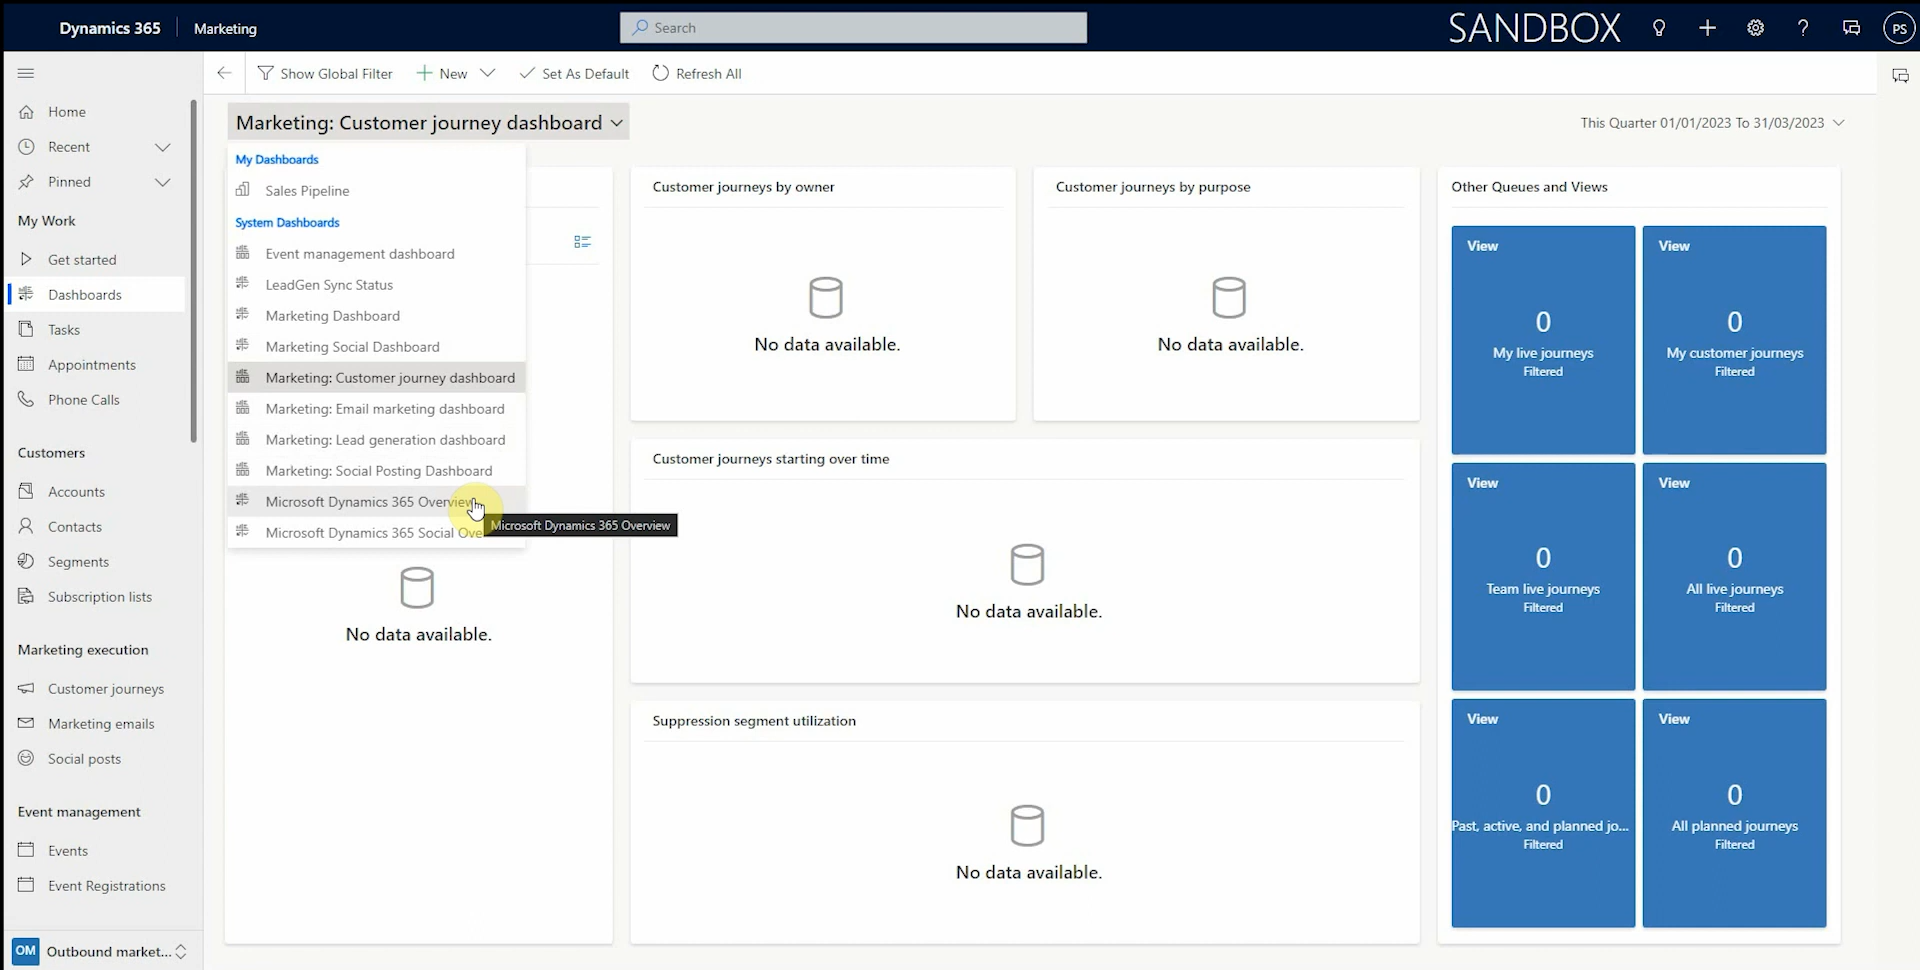 Dynamics 365
Marketing
Search
SANDBOX
PS
Show Global Filter
New
Set As Default
Refresh All
Home
Recent
Pinned
My Work
Get started
Dashboards
Tasks
Appointments
Phone Calls
Customers
Accounts
Contacts
Segments
Subscription lists
Marketing execution
Customer journeys
Marketing emails
Social posts
Event management
Events
Event Registrations
OM
Outbound market...
Marketing: Customer journey dashboard
This Quarter 01/01/2023 To 31/03/2023
My Dashboards
Sales Pipeline
System Dashboards
Event management dashboard
LeadGen Sync Status
Marketing Dashboard
Marketing Social Dashboard
Marketing: Customer journey dashboard
Marketing: Email marketing dashboard
Marketing: Lead generation dashboard
Marketing: Social Posting Dashboard
Microsoft Dynamics 365 Overview
Microsoft Dynamics 365 Overview
Microsoft Dynamics 365 Social Ove
No data available.
Customer journeys by owner
No data available.
Customer journeys by purpose
No data available.
Customer journeys starting over time
No data available.
Suppression segment utilization
No data available.
Other Queues and Views
View
0
My live journeys
Filtered
View
0
My customer journeys
Filtered
View
0
Team live journeys
Filtered
View
0
All live journeys
Filtered
View
0
Past, active, and planned jo...
Filtered
View
0
All planned journeys
Filtered